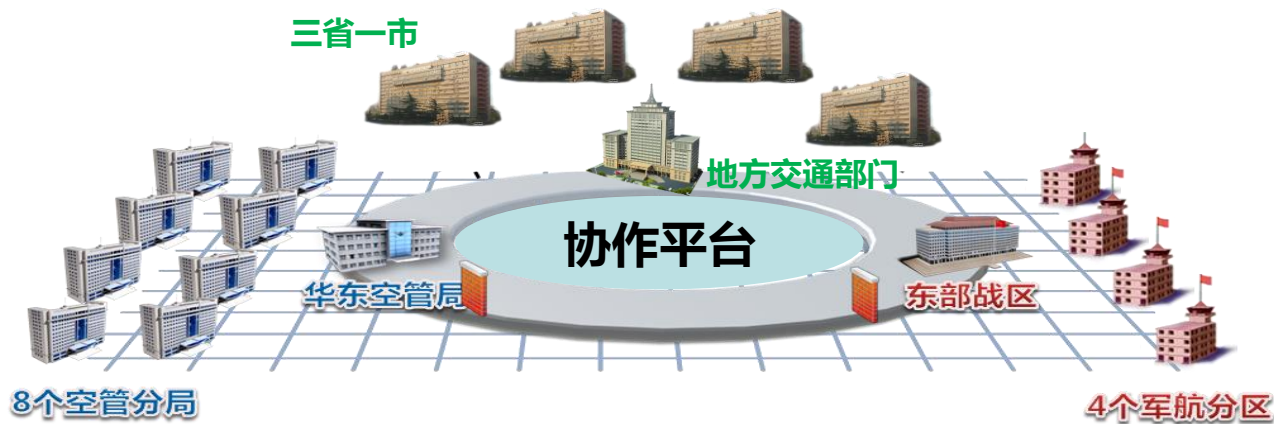 三省一市
地方交通部门
协作平台
华东空管局
东部战区
8个空管分局
4个军航分区